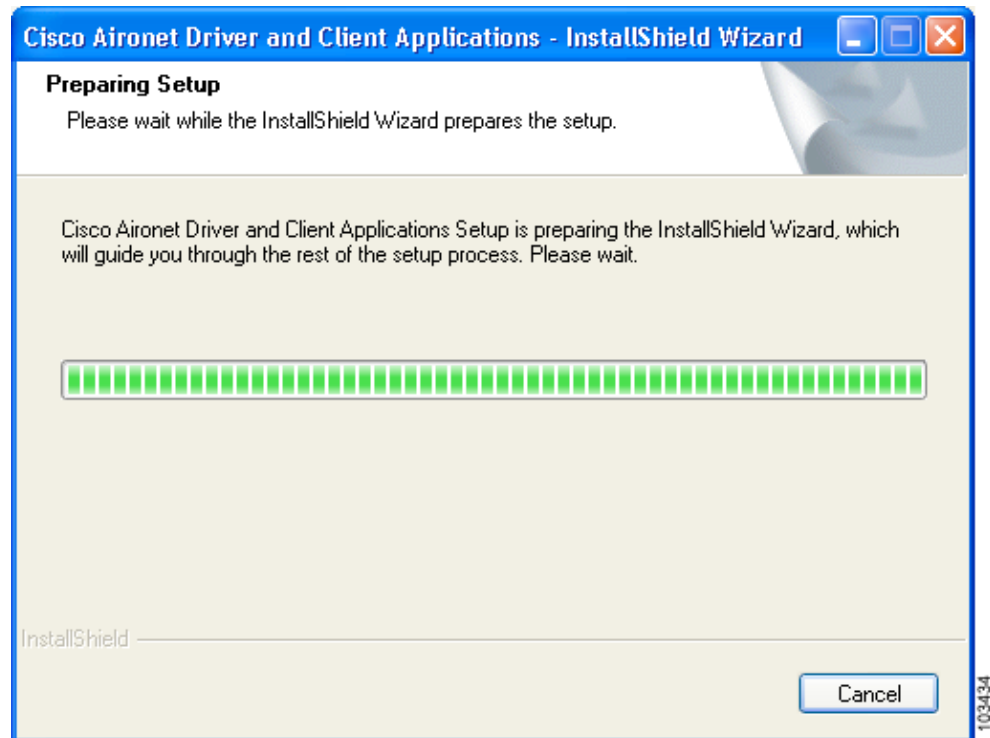 Cisco Aironet Driver and Client Applications - InstallShield Wizard
Preparing Setup
Please wait while the InstallShield Wizard prepares the setup.
Cisco Aironet Driver and Client Applications Setup is preparing the InstallShield Wizard, which
will guide you through the rest of the setup process. Please wait.
InstallShield
Cancel
103434